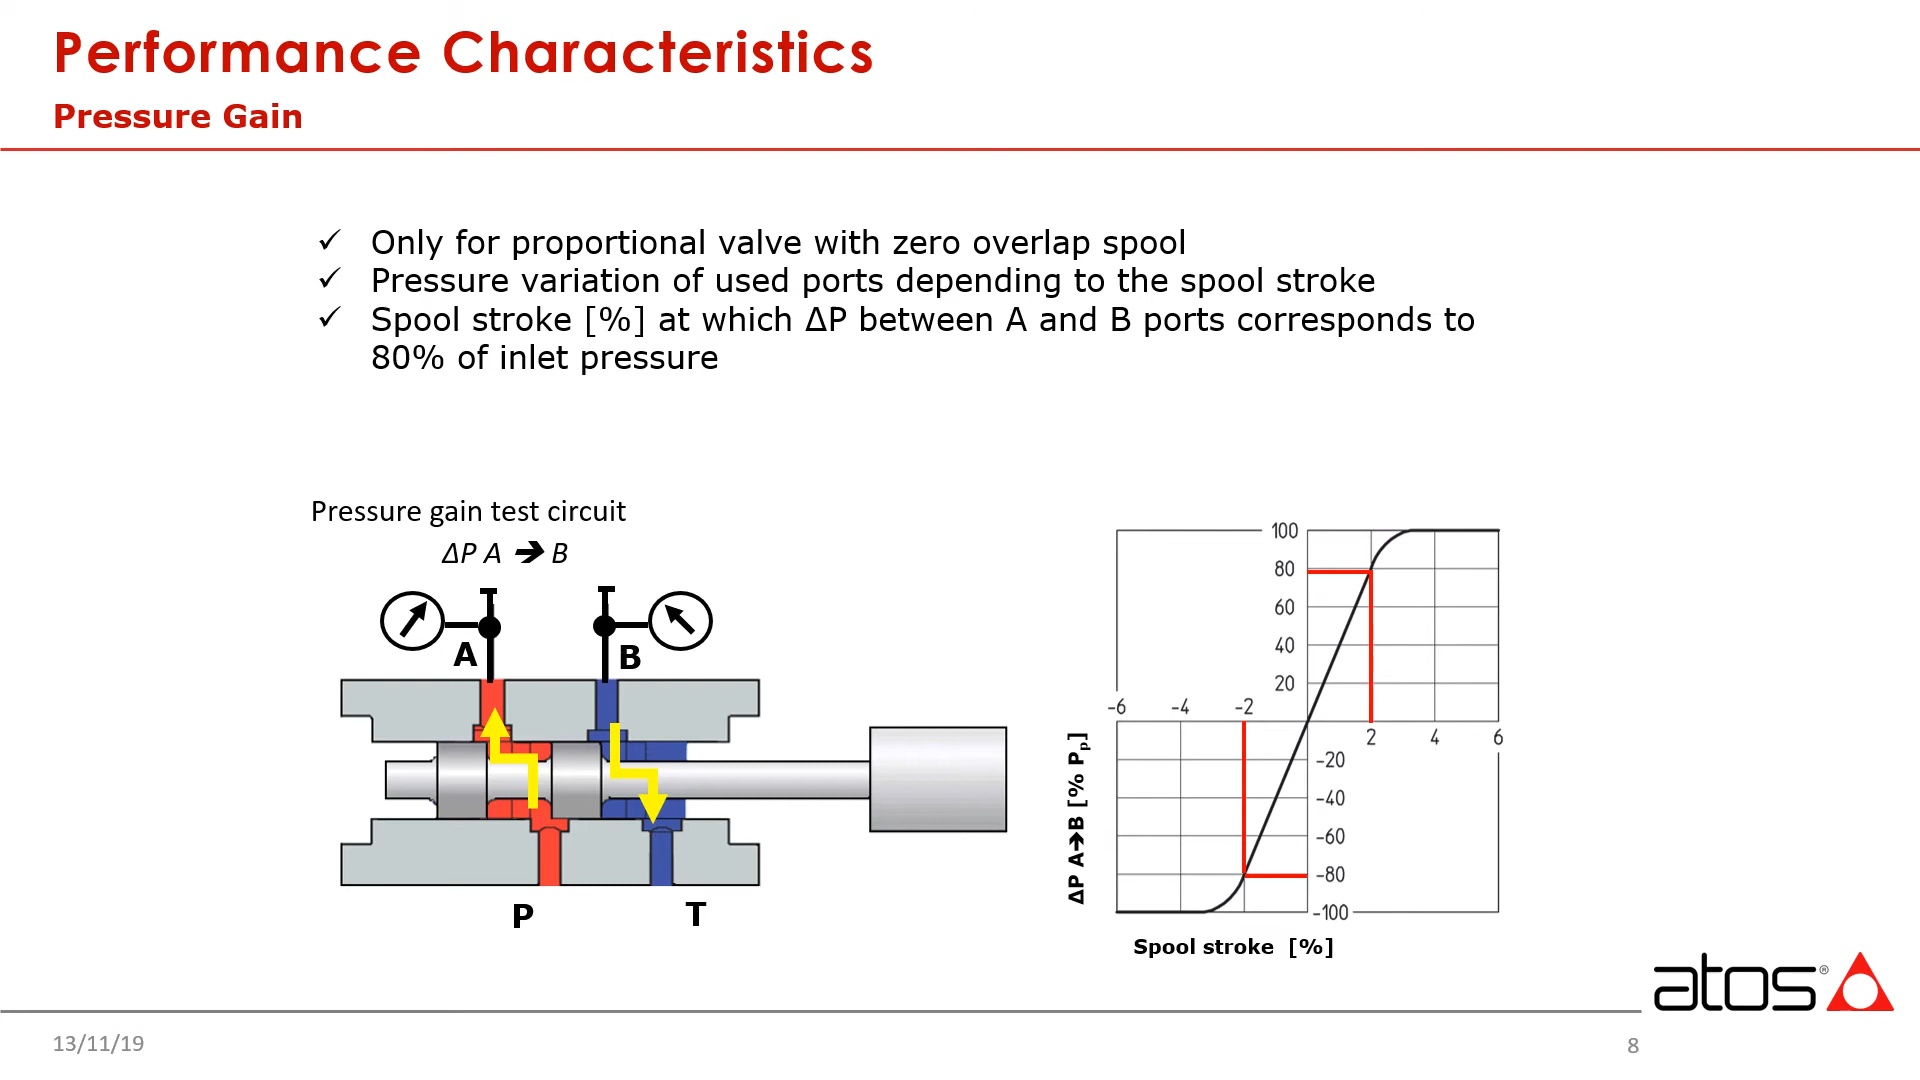 Performance Characteristics
Pressure Gain
✓ Only for proportional valve with zero overlap spool
✓ Pressure variation of used ports depending to the spool stroke
✓ Spool stroke [%] at which ΔP between A and B ports corresponds to
80% of inlet pressure
Pressure gain test circuit
ΔP A ➔ B
A
B
P
T
100
80
60
40
20
-6 -4 -2
2 4 6
-20
-40
-60
-80
-100
ΔP A➔B [% Pp]
Spool stroke [%]
atos®
13/11/19
8